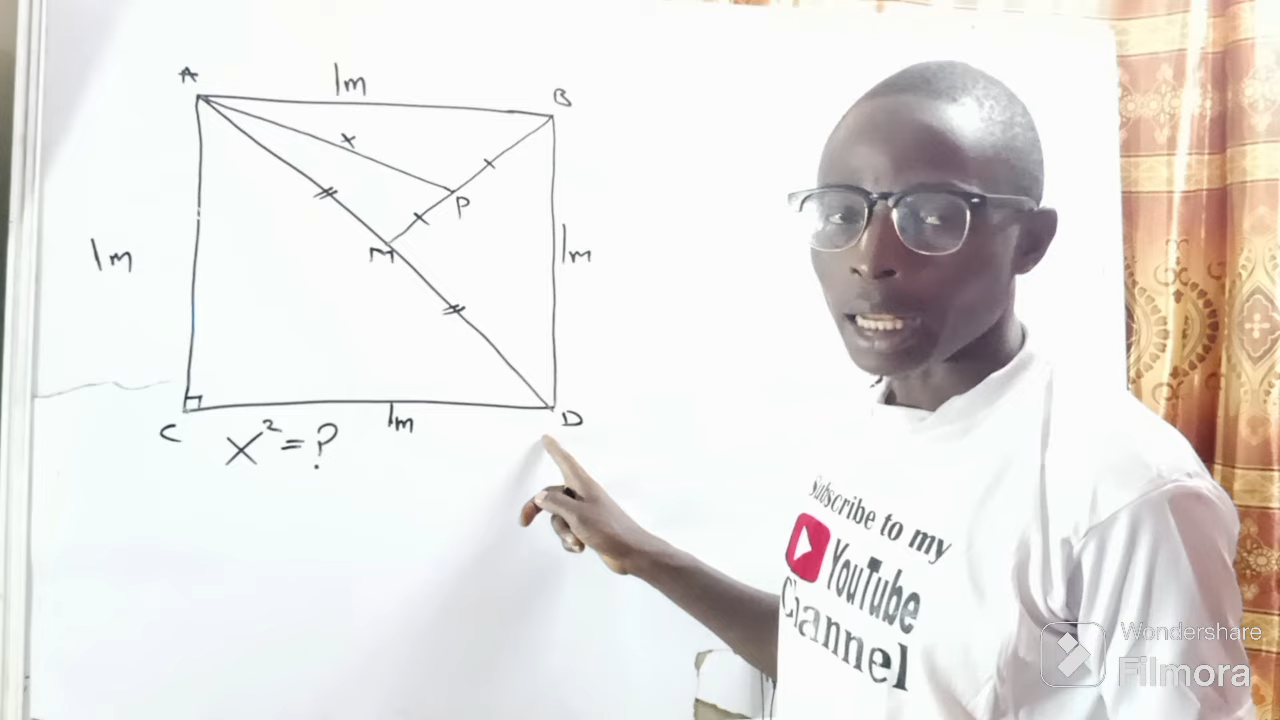 A
1m
B
x
P
M
1m
1m
C
1m
D
x²=?
Subscribe to my
YouTube
Channel
Wondershare
Filmora